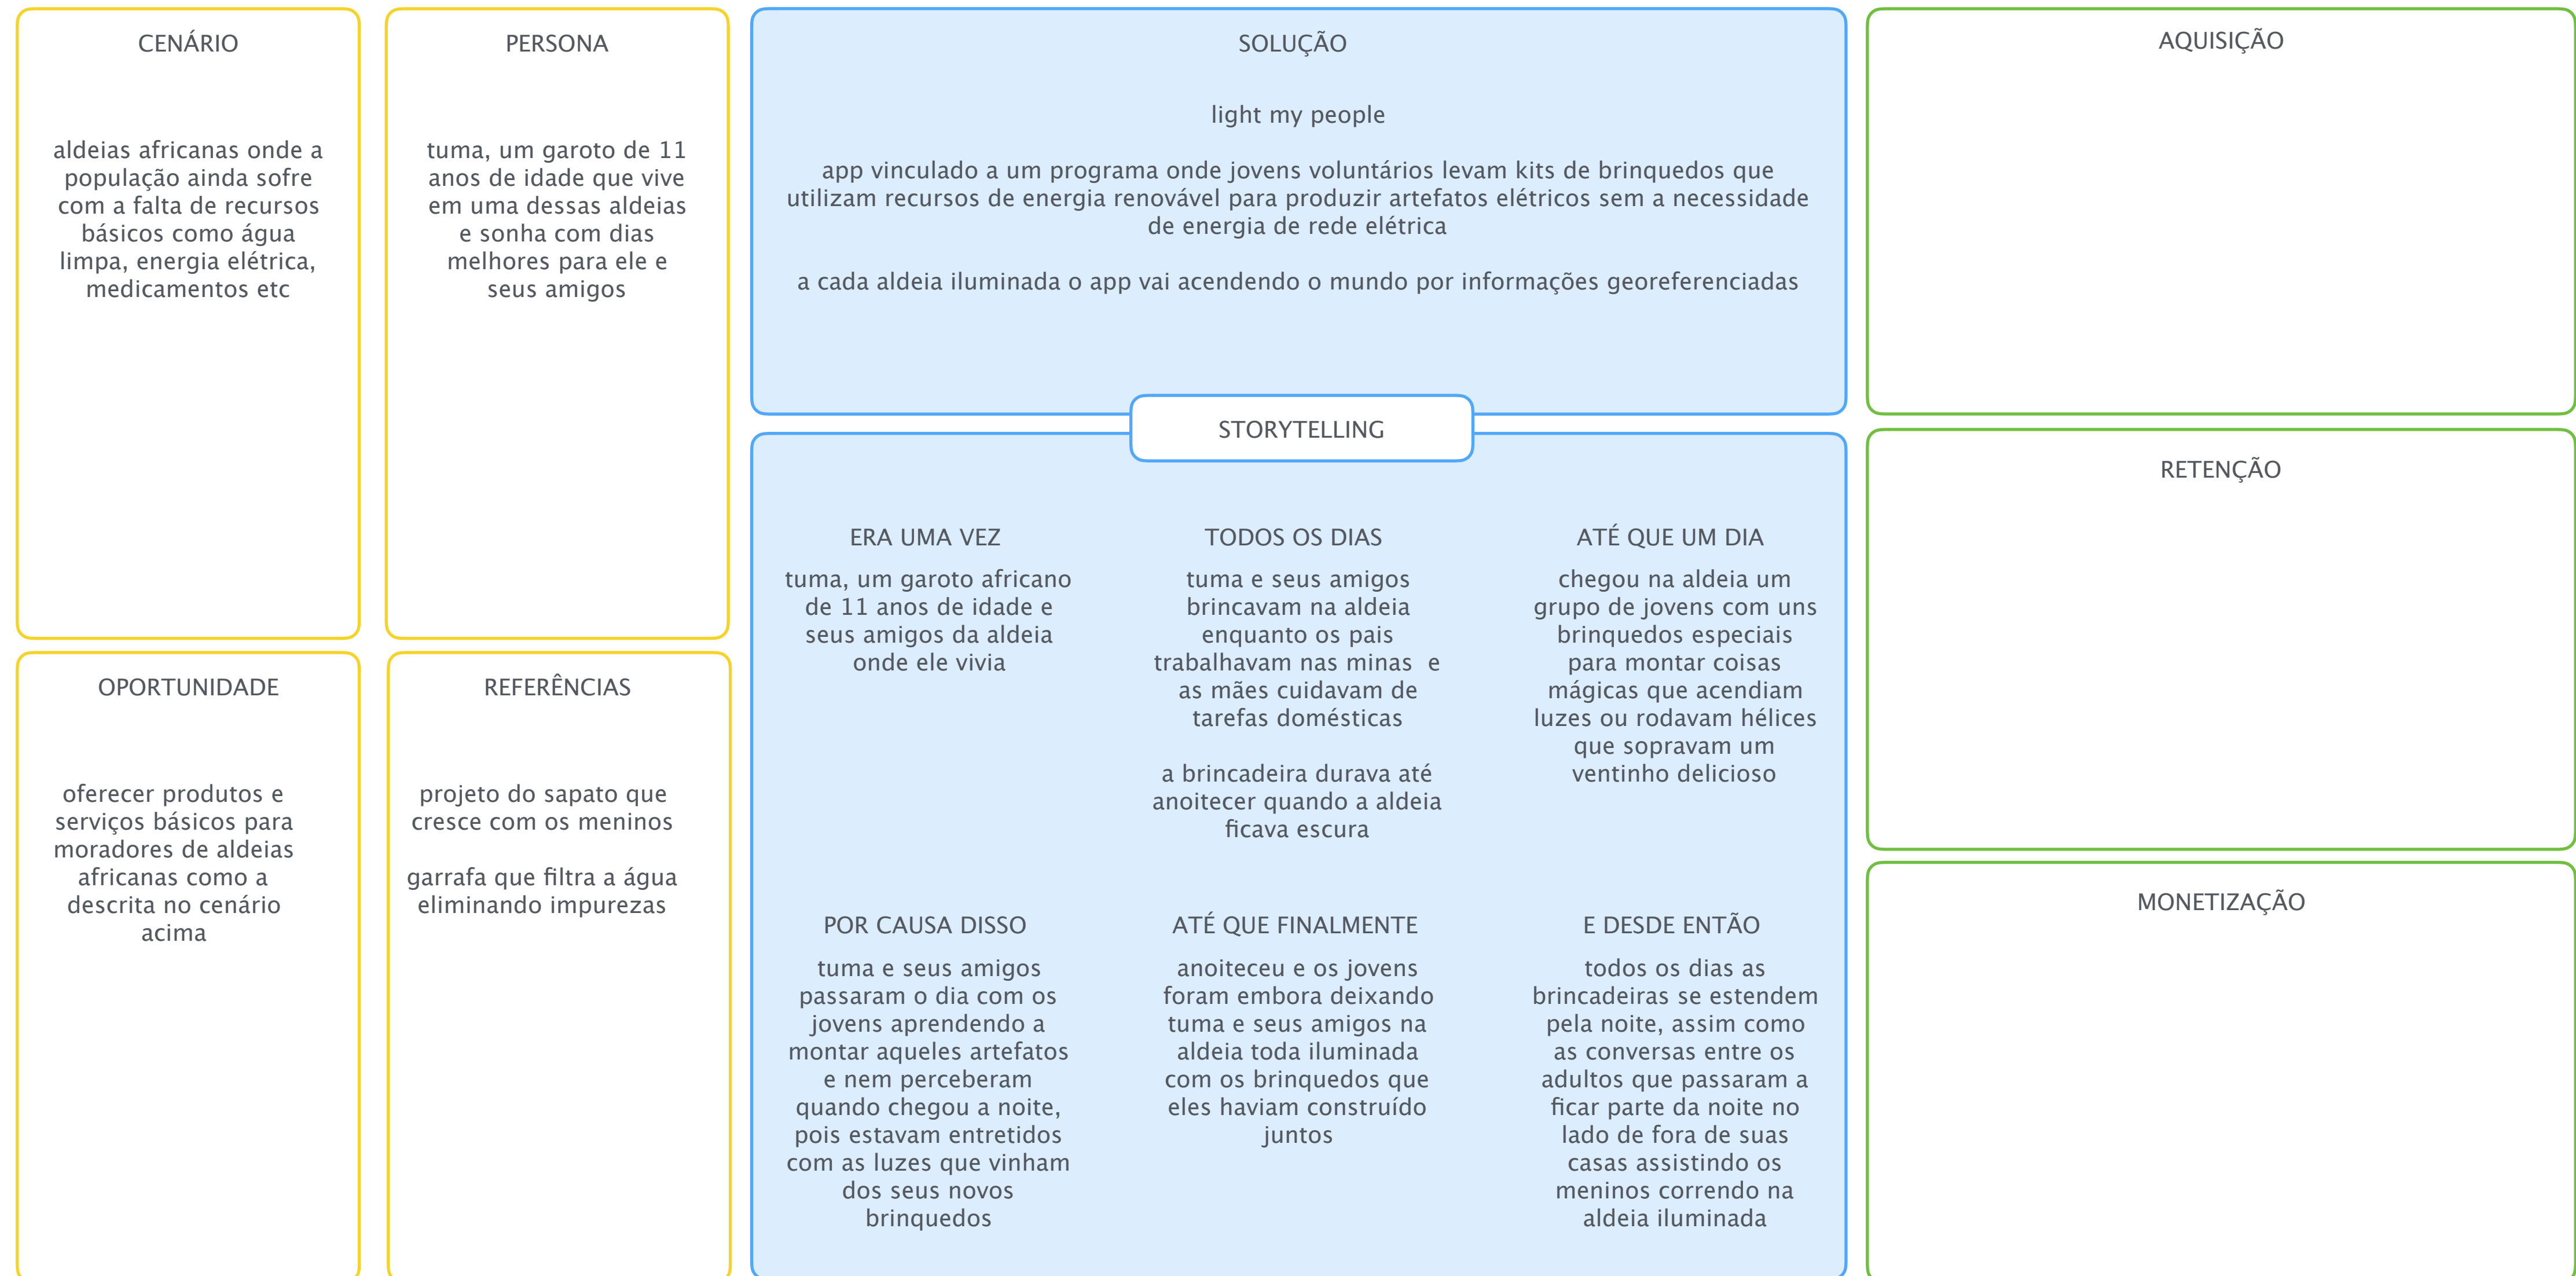 CENÁRIO
aldeias africanas onde a
população ainda sofre
com a falta de recursos
básicos como água
limpa, energia elétrica,
medicamentos etc
PERSONA
tuma, um garoto de 11
anos de idade que vive
em uma dessas aldeias
e sonha com dias
melhores para ele e
seus amigos
OPORTUNIDADE
oferecer produtos e
serviços básicos para
moradores de aldeias
africanas como a
descrita no cenário
acima
REFERÊNCIAS
projeto do sapato que
cresce com os meninos
garrafa que filtra a água
eliminando impurezas
SOLUÇÃO
light my people
app vinculado a um programa onde jovens voluntários levam kits de brinquedos que
utilizam recursos de energia renovável para produzir artefatos elétricos sem a necessidade
de energia de rede elétrica
a cada aldeia iluminada o app vai acendendo o mundo por informações georeferenciadas
STORYTELLING
ERA UMA VEZ
tuma, um garoto africano
de 11 anos de idade e
seus amigos da aldeia
onde ele vivia
TODOS OS DIAS
tuma e seus amigos
brincavam na aldeia
enquanto os pais
trabalhavam nas minas e
as mães cuidavam de
tarefas domésticas
a brincadeira durava até
anoitecer quando a aldeia
ficava escura
ATÉ QUE UM DIA
chegou na aldeia um
grupo de jovens com uns
brinquedos especiais
para montar coisas
mágicas que acendiam
luzes ou rodavam hélices
que sopravam um
ventinho delicioso
POR CAUSA DISSO
tuma e seus amigos
passaram o dia com os
jovens aprendendo a
montar aqueles artefatos
e nem perceberam
quando chegou a noite,
pois estavam entretidos
com as luzes que vinham
dos seus novos
brinquedos
ATÉ QUE FINALMENTE
anoiteceu e os jovens
foram embora deixando
tuma e seus amigos na
aldeia toda iluminada
com os brinquedos que
eles haviam construído
juntos
E DESDE ENTÃO
todos os dias as
brincadeiras se estendem
pela noite, assim como
as conversas entre os
adultos que passaram a
ficar parte da noite no
lado de fora de suas
casas assistindo os
meninos correndo na
aldeia iluminada
AQUISIÇÃO
RETENÇÃO
MONETIZAÇÃO